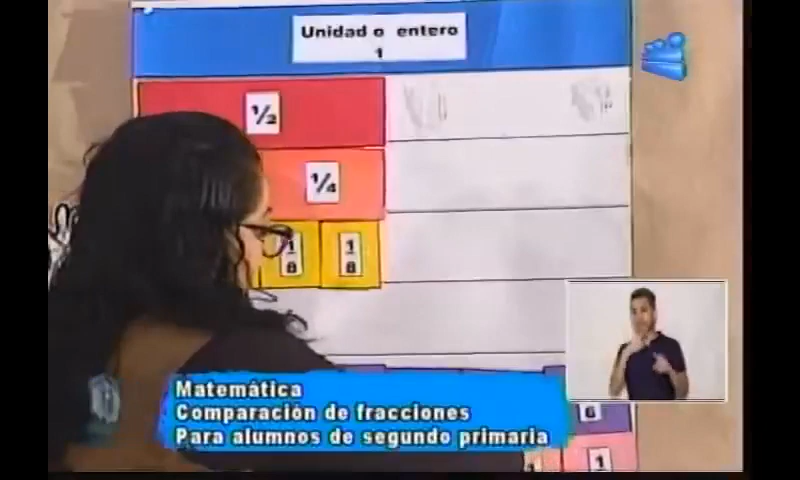 Unidad o entero
1
1/2
1/4
1/8
1/8
Matemática
Comparación de fracciones
Para alumnos de segundo primaria
6
1
1